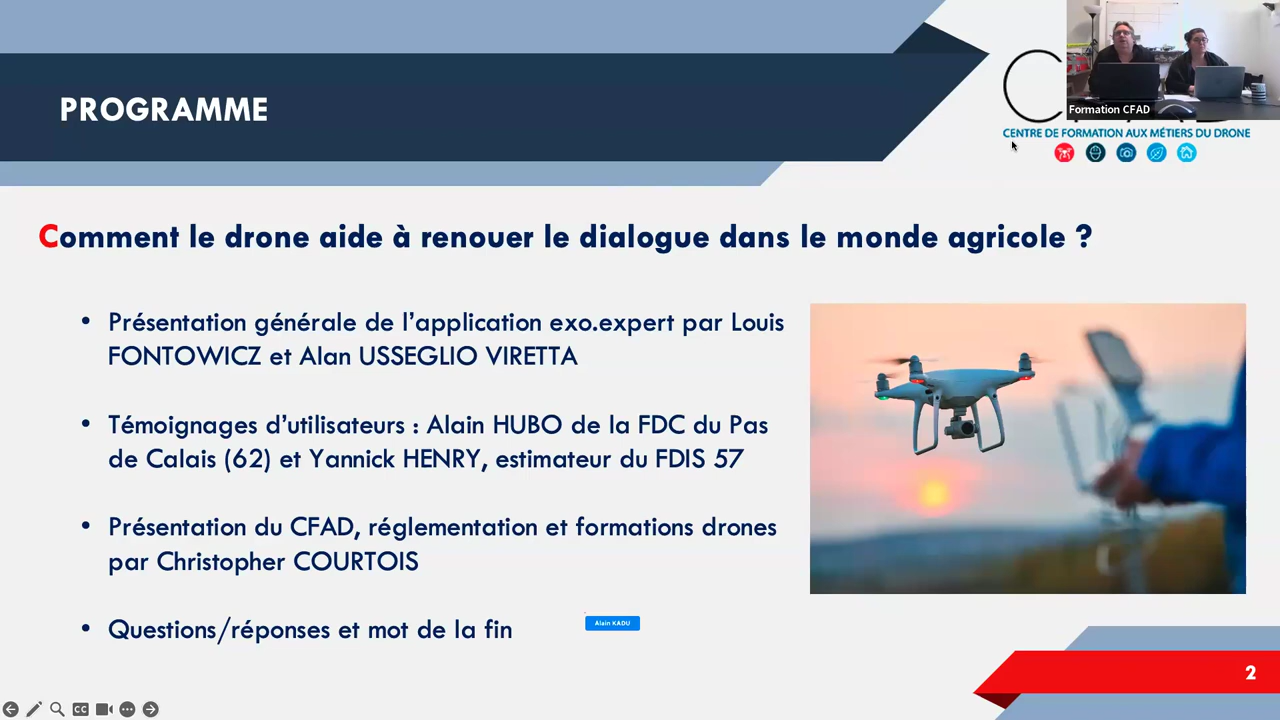 PROGRAMME
Formation CFAD
CENTRE DE FORMATION AUX MÉTIERS DU DRONE
Comment le drone aide à renouer le dialogue dans le monde agricole ?
• Présentation générale de l’application exo.expert par Louis
FONTOWICZ et Alan USSEGLIO VIRETTA
• Témoignages d’utilisateurs : Alain HUBO de la FDC du Pas
de Calais (62) et Yannick HENRY, estimateur du FDIS 57
• Présentation du CFAD, réglementation et formations drones
par Christopher COURTOIS
• Questions/réponses et mot de la fin
Alain KADU
2
CC